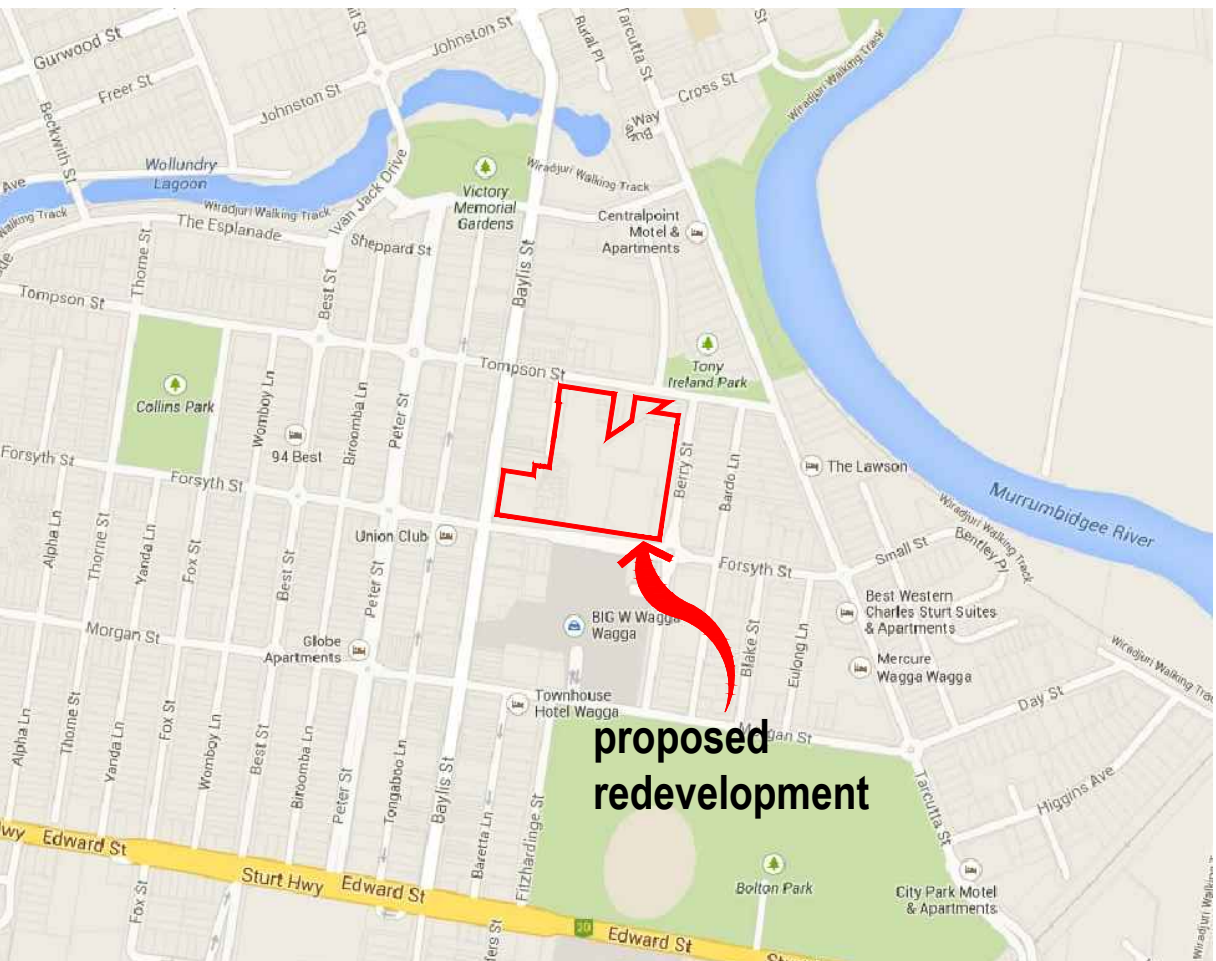 Gurwood St
Freer St
Johnston St
Johnston St
Rural Pl
Tarcutta St
Cross St
Wiradjuri Walking Track
Beckwith St
Way
Ave
Wollundry
Lagoon
Ivan Jack Drive
Victory
Memorial
Gardens
Wiradjuri Walking Track
Wiradjuri Walking Track
Walking Track
The Esplanade
Sheppard St
Centralpoint
Motel &
Apartments
Thorne St
Best St
Baylis St
Tompson St
Tompson St
Tony
Ireland Park
Collins Park
Womboy Ln
Biroomba Ln
Peter St
94 Best
Berry St
Bardo Ln
The Lawson
Forsyth St
Forsyth St
Union Club
Forsyth St
Murrumbidgee River
Wiradjuri Walking Track
Small St
Bentley Pl
Alpha Ln
Thorne St
Yanda Ln
Fox St
Best St
Peter St
BIG W Wagga
Wagga
Best Western
Charles Sturt Suites
& Apartments
Blake St
Eulong Ln
Mercure
Wagga Wagga
Wiradjuri Walking Tra
Morgan St
Globe
Apartments
Townhouse
Hotel Wagga
Morgan St
Day St
proposed
redevelopment
Alpha Ln
Thorne St
Yanda Ln
Fox St
Womboy Ln
Best St
Biroomba Ln
Peter St
Tongaboo Ln
Baylis St
Baretta Ln
Fitzhardinge St
Tarcutta St
Higgins Ave
wy Edward St
Sturt Hwy Edward St
Fox St
Bolton Park
City Park Motel
& Apartments
20
Edward St
ers St
Wiradjuri Walking